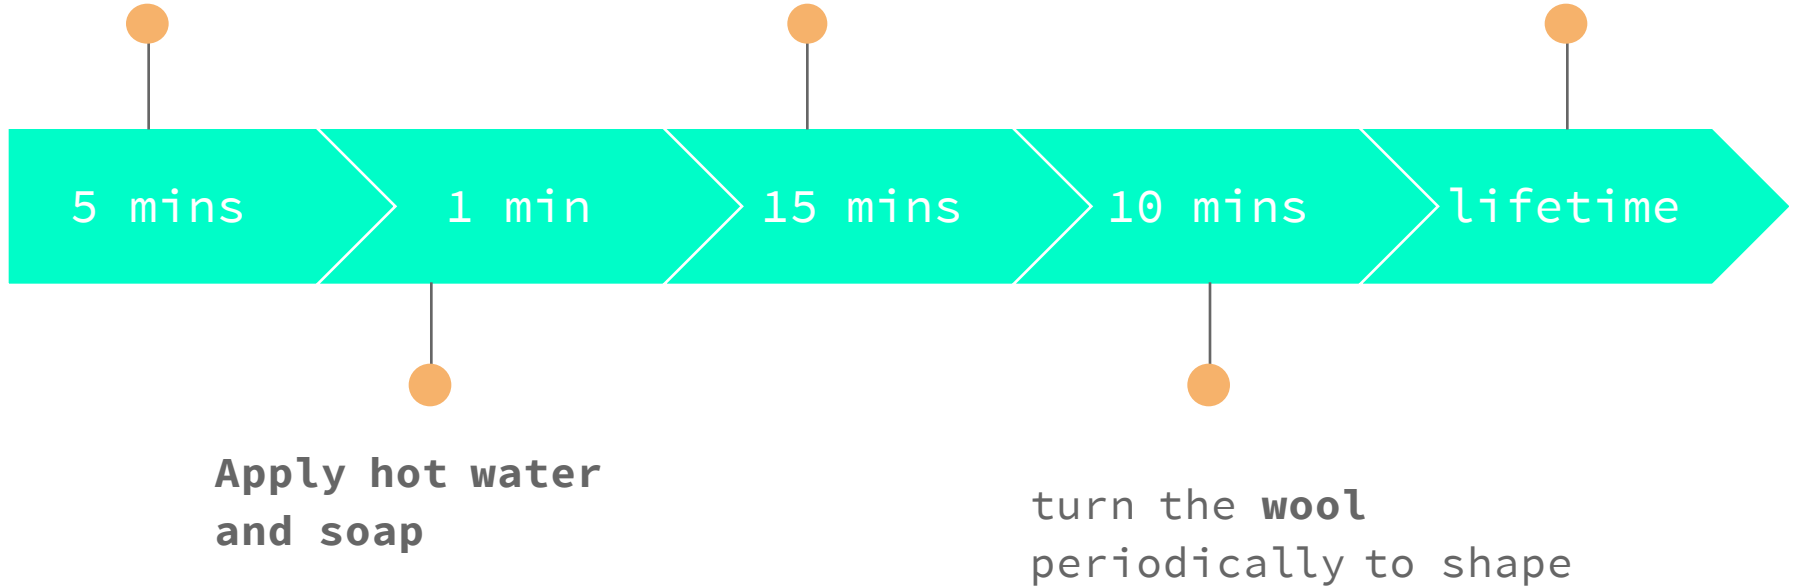 5 mins
1 min
15 mins
10 mins
lifetime
Apply hot water
and soap
turn the wool
periodically to shape